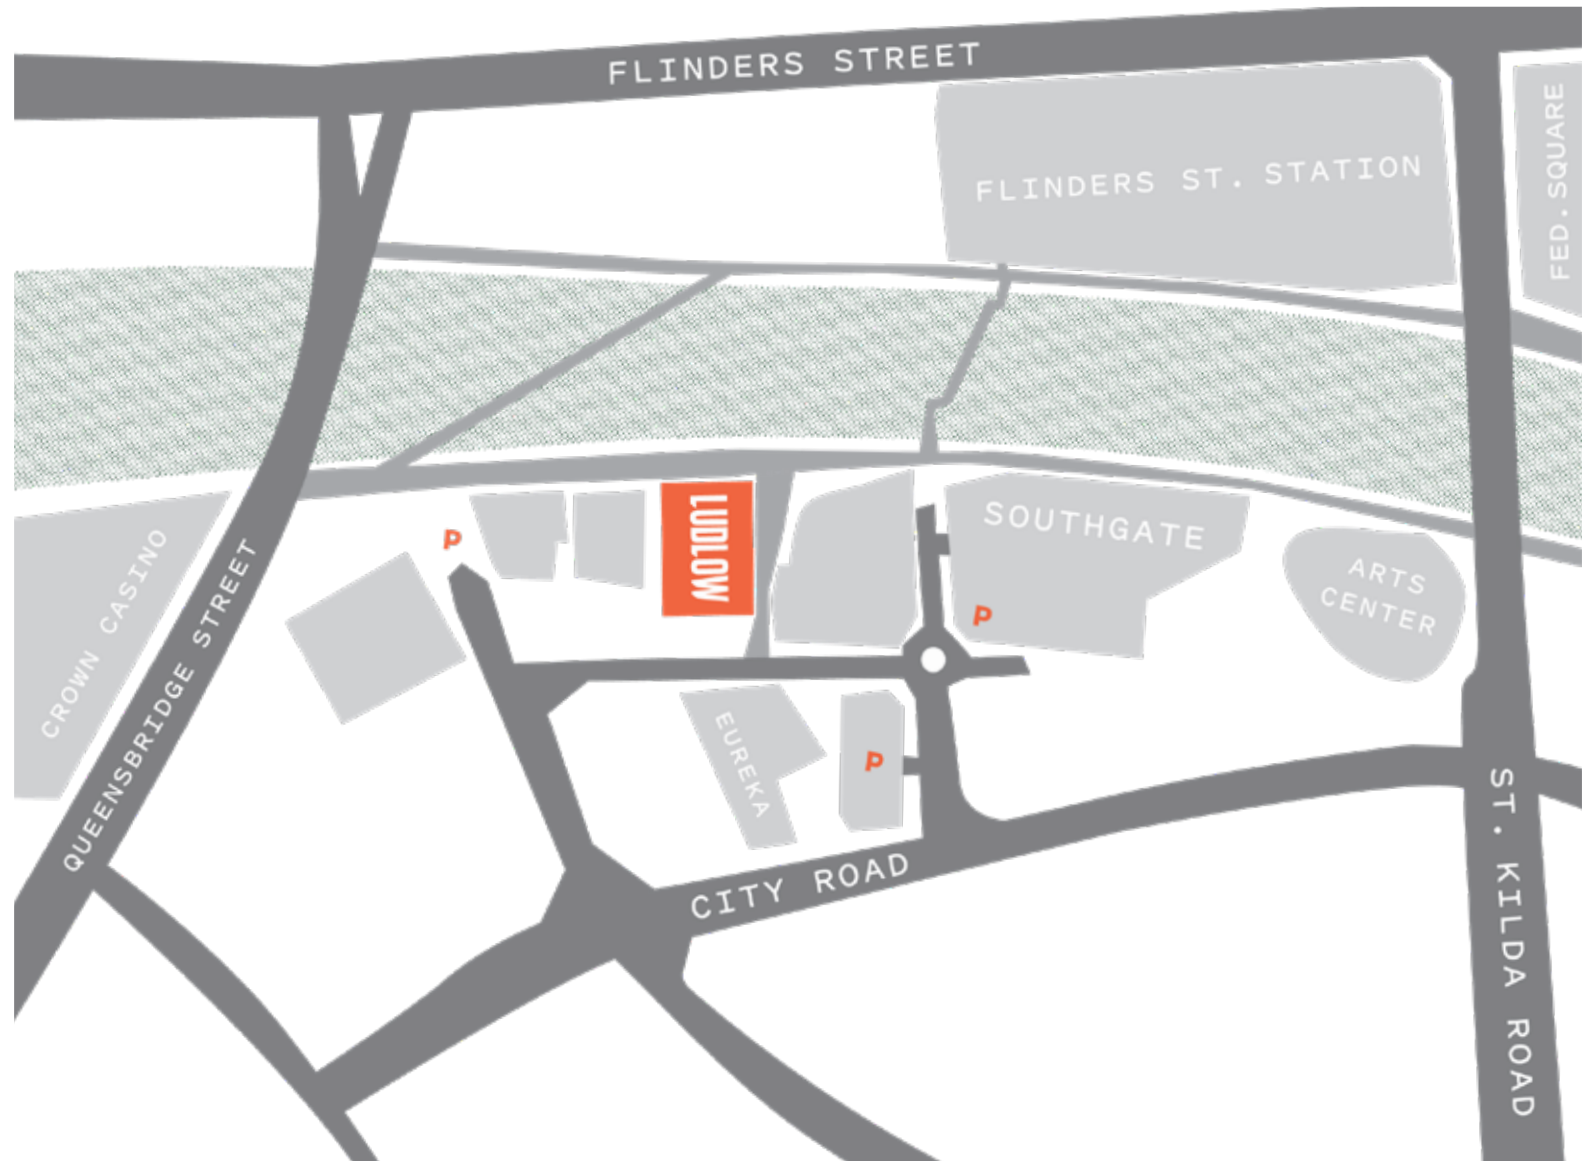 FLINDERS STREET
FLINDERS ST. STATION
FED. SQUARE
LUDLOW
SOUTHGATE
P
P
ARTS
CENTER
CROWN CASINO
QUEENSBRIDGE STREET
EUREKA
P
CITY ROAD
ST. KILDA ROAD